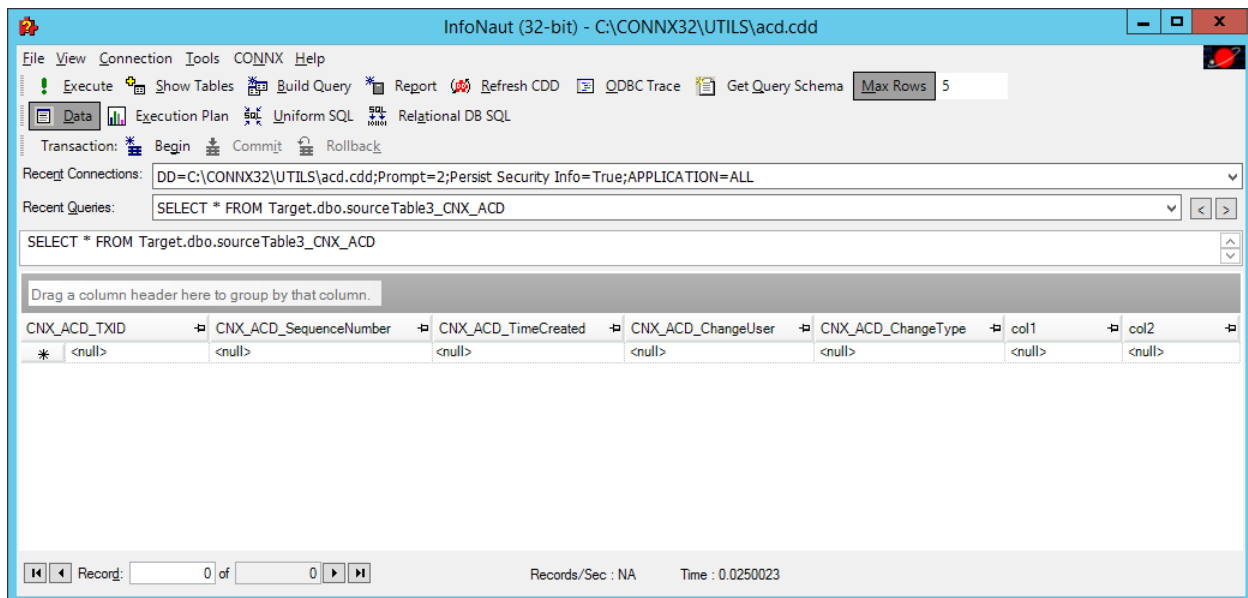 InfoNaut (32-bit) - C:\CONNX32\UTILS\acd.cdd
File View Connection Tools CONNX Help
Execute Show Tables Build Query Report Refresh CDD ODBC Trace Get Query Schema Max Rows 5
Data Execution Plan Uniform SQL Relational DB SQL
Transaction: Begin Commit Rollback
Recent Connections: DD=C:\CONNX32\UTILS\acd.cdd;Prompt=2;Persist Security Info=True;APPLICATION=ALL
Recent Queries: SELECT * FROM Target.dbo.sourceTable3_CNX_ACD < >
SELECT * FROM Target.dbo.sourceTable3_CNX_ACD
Drag a column header here to group by that column.
CNX_ACD_TXID CNX_ACD_SequenceNumber CNX_ACD_TimeCreated CNX_ACD_ChangeUser CNX_ACD_ChangeType col1 col2
<null> <null> <null> <null> <null> <null> <null>
Record: 0 of 0 Records/Sec : NA Time : 0.0250023